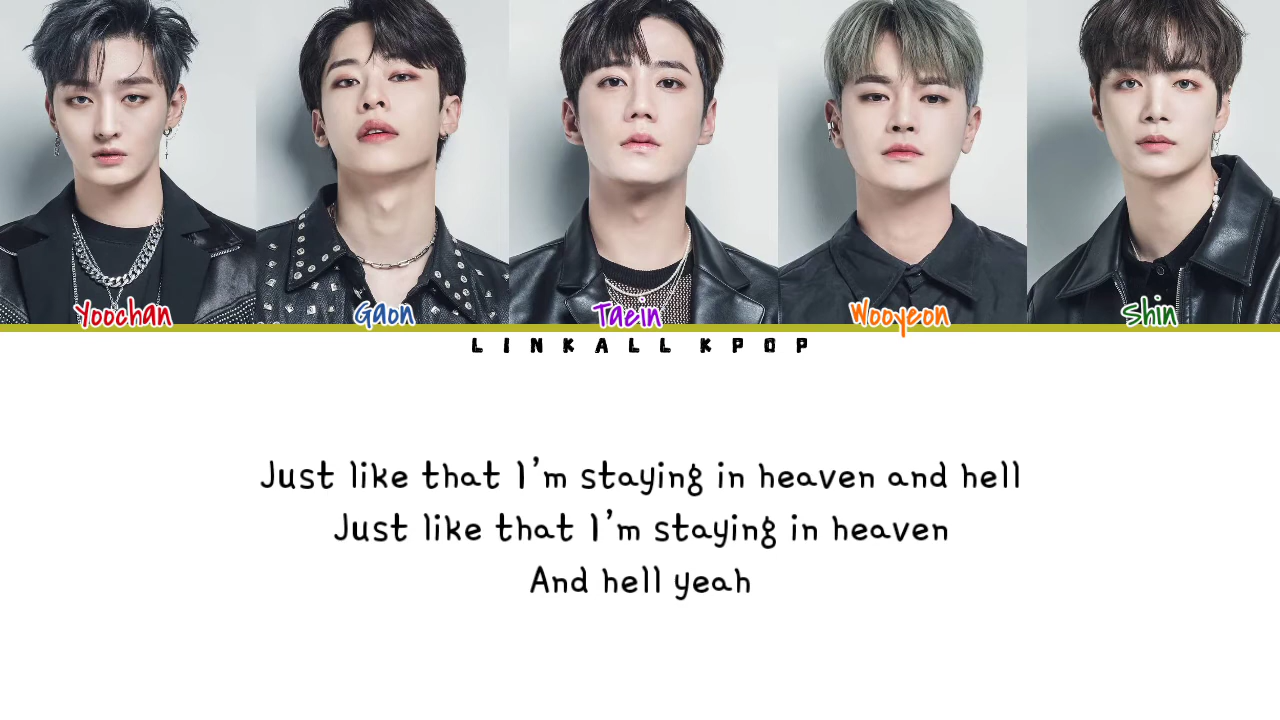 Yoochan Gaon Taein Wooyeon Shin
LINKALL KPOP
Just like that I'm staying in heaven and hell
Just like that I'm staying in heaven
And hell yeah